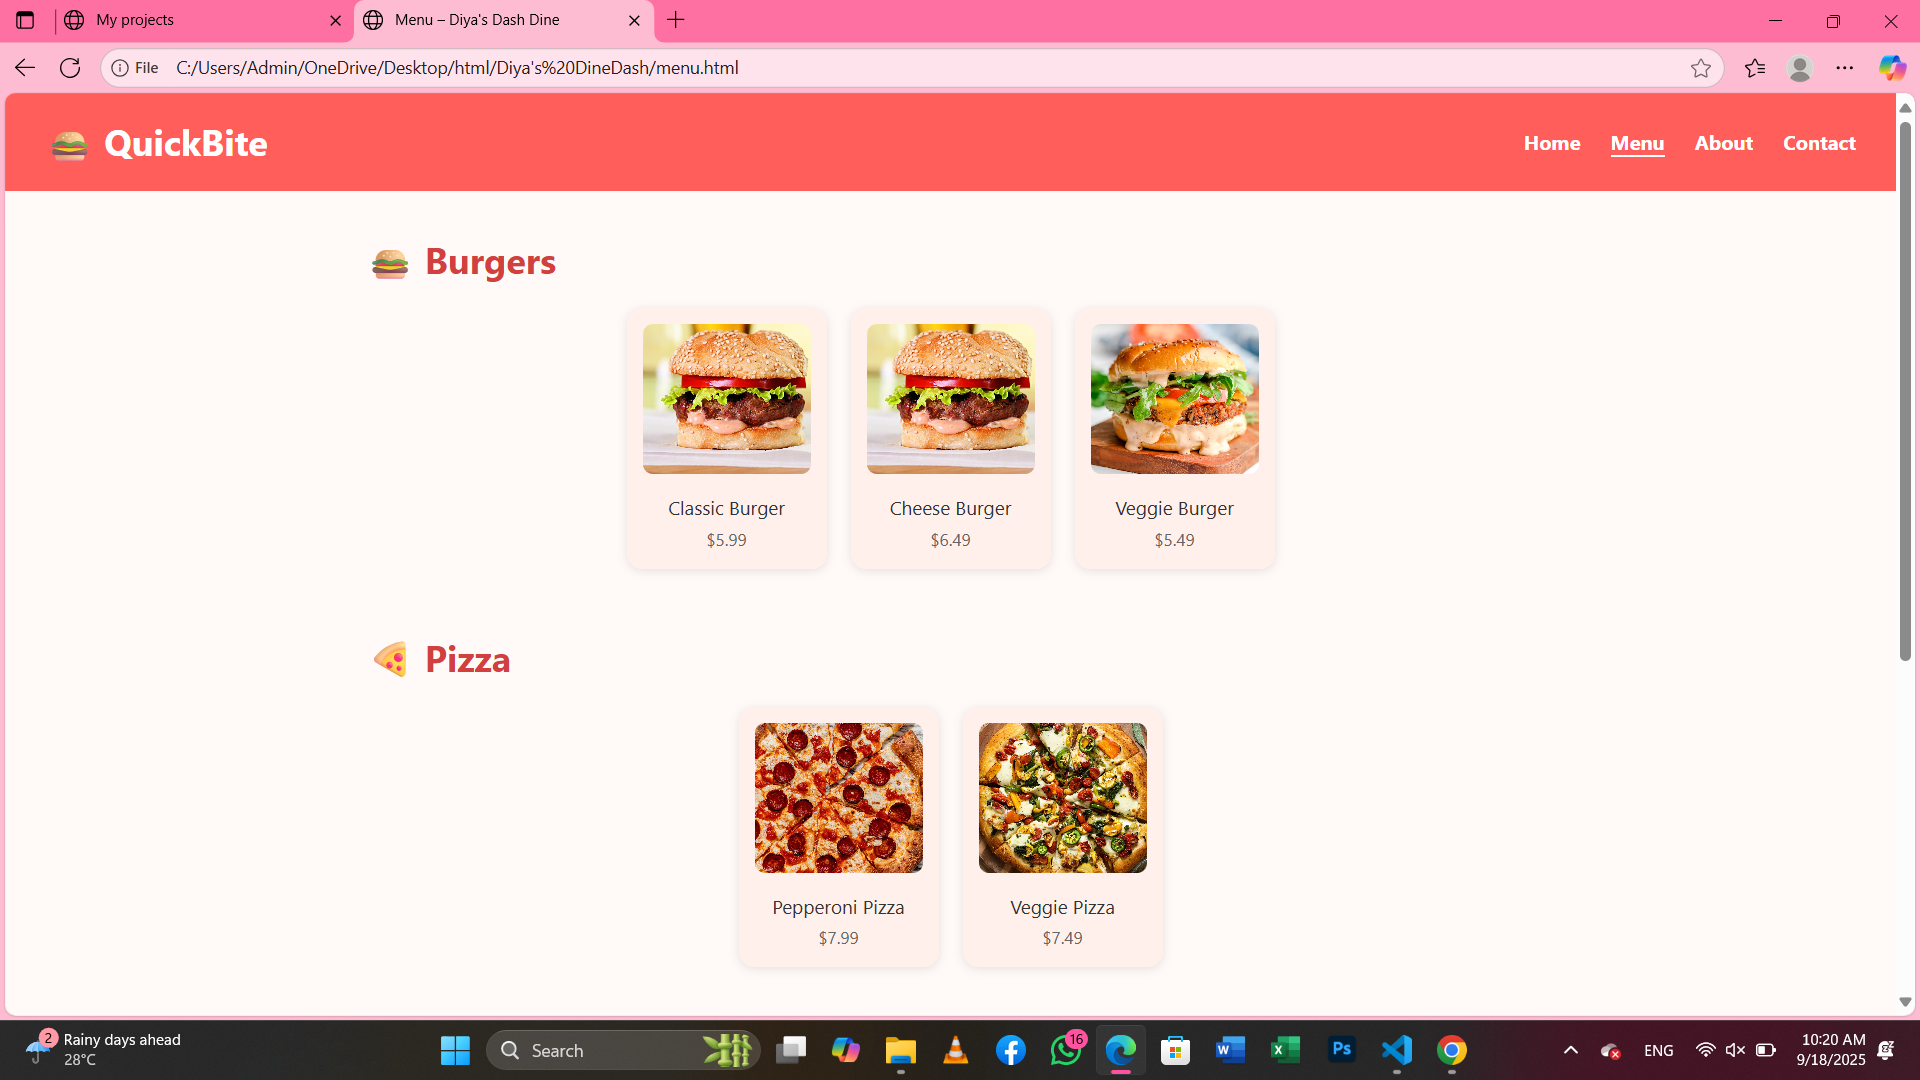 My projects
Menu – Diya's Dash Dine
File C:/Users/Admin/OneDrive/Desktop/html/Diya's%20DineDash/menu.html
QuickBite
Home Menu About Contact
Burgers
Classic Burger
$5.99
Cheese Burger
$6.49
Veggie Burger
$5.49
Pizza
Pepperoni Pizza
$7.99
Veggie Pizza
$7.49
2
Rainy days ahead
28°C
Search
16
W
X
Ps
ENG
10:20 AM
9/18/2025